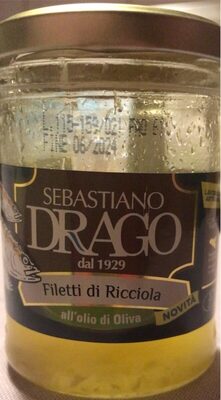 FINE 06/2024
SEBASTIANO
DRAGO
dal 1929
Filetti di Ricciola
all'olio di Oliva
NOVITÀ